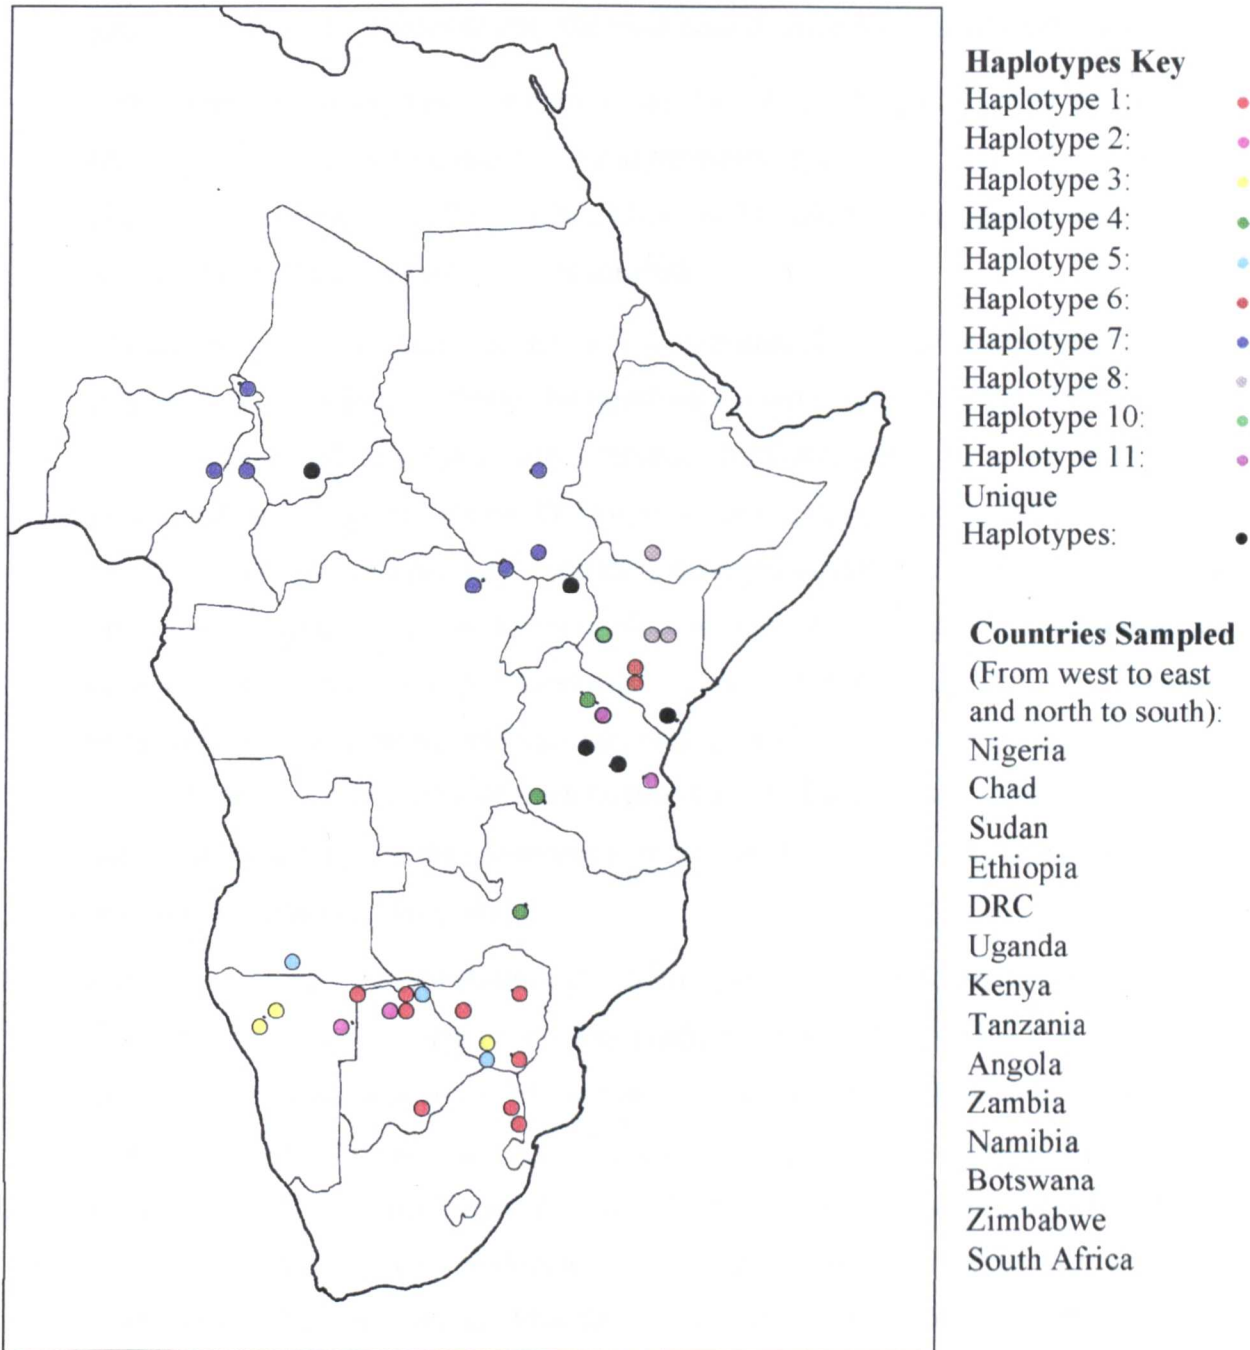 Haplotypes Key
Haplotype 1:
Haplotype 2:
Haplotype 3:
Haplotype 4:
Haplotype 5:
Haplotype 6:
Haplotype 7:
Haplotype 8:
Haplotype 10:
Haplotype 11:
Unique
Haplotypes:
Countries Sampled
(From west to east
and north to south):
Nigeria
Chad
Sudan
Ethiopia
DRC
Uganda
Kenya
Tanzania
Angola
Zambia
Namibia
Botswana
Zimbabwe
South Africa